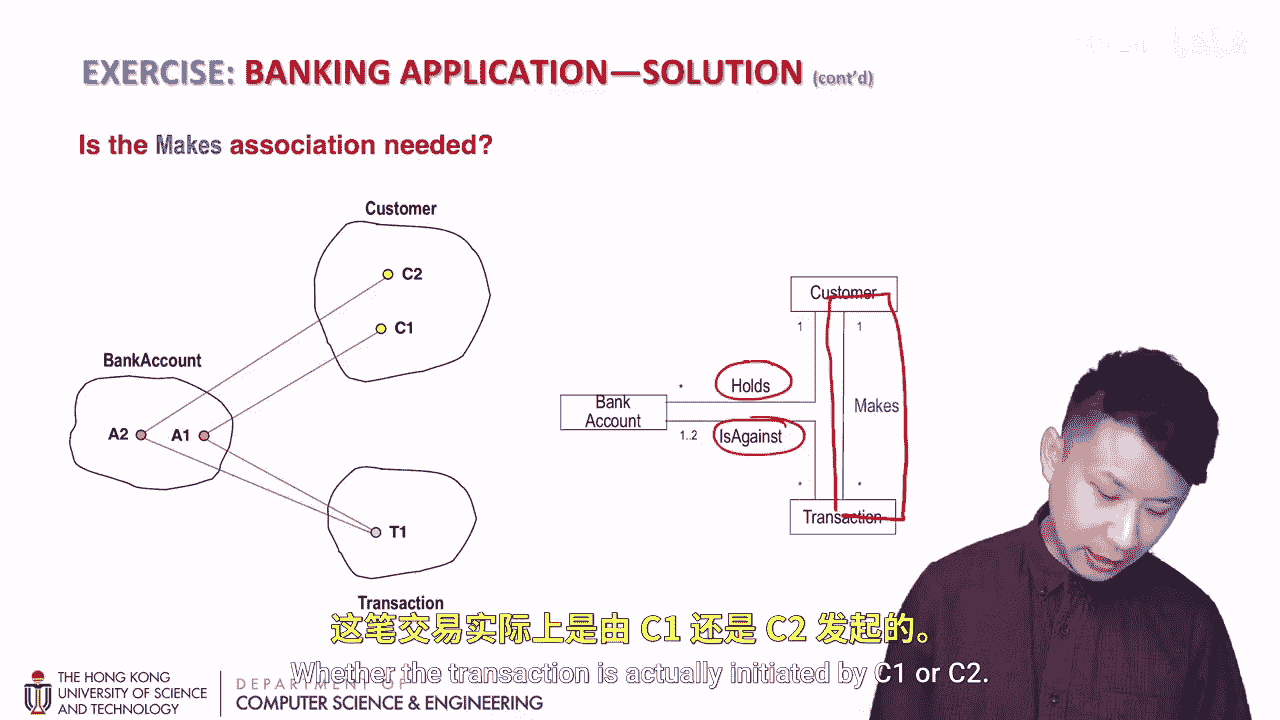 EXERCISE: BANKING APPLICATION—SOLUTION (cont'd)
Is the Makes association needed?
Customer
C2
C1
BankAccount
A2
A1
T1
Transaction
Customer
1
1
*
Holds
Bank
Account
Makes
1..2
IsAgainst
*
*
Transaction
这笔交易实际上是由 C1 还是 C2 发起的。
Whether the transaction is actually initiated by C1 or C2.
THE HONG KONG
UNIVERSITY OF SCIENCE
AND TECHNOLOGY
DEPARTMENT OF
COMPUTER SCIENCE & ENGINEERING